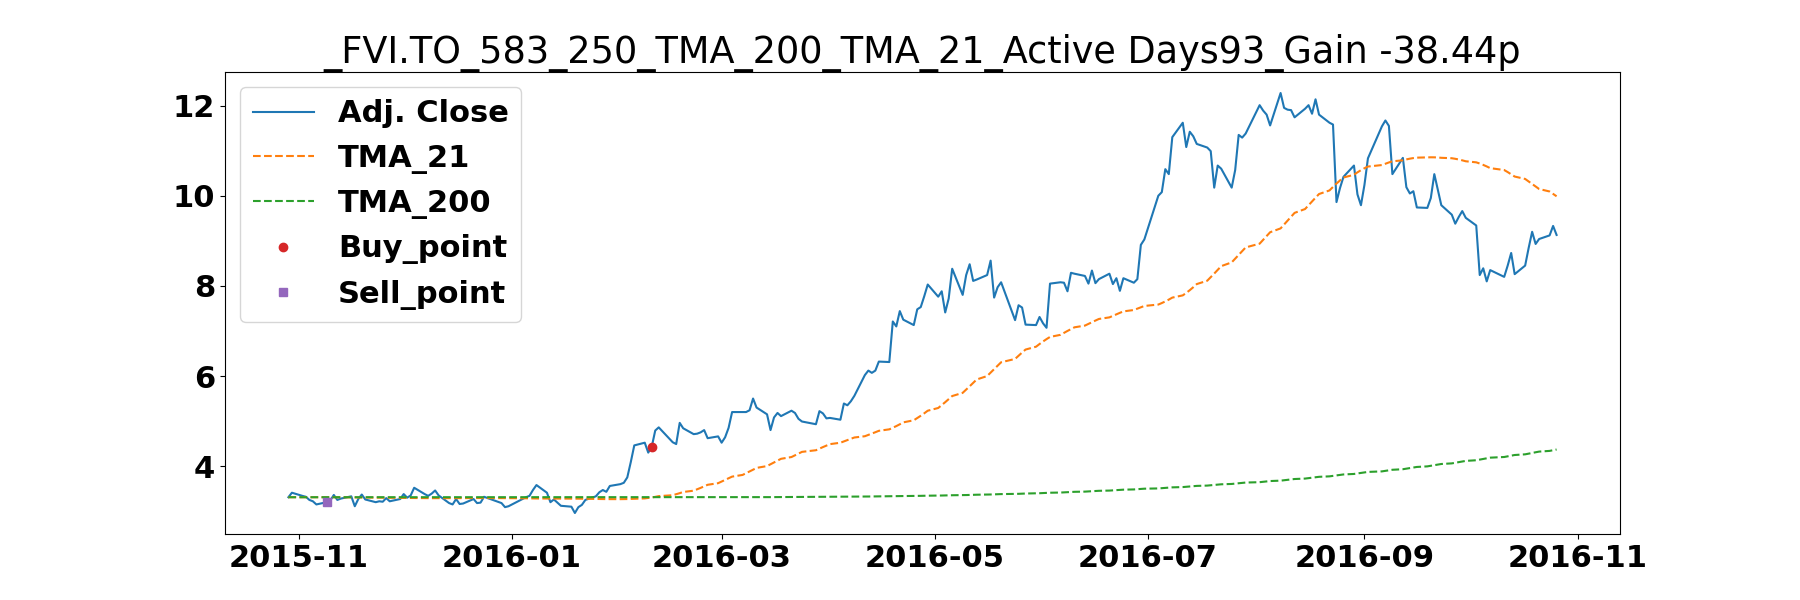 _FVI.TO_583_250_TMA_200_TMA_21_Active Days93_Gain -38.44p
Adj. Close
TMA_21
TMA_200
Buy_point
Sell_point
12
10
8
6
4
2015-11 2016-01 2016-03 2016-05 2016-07 2016-09 2016-11